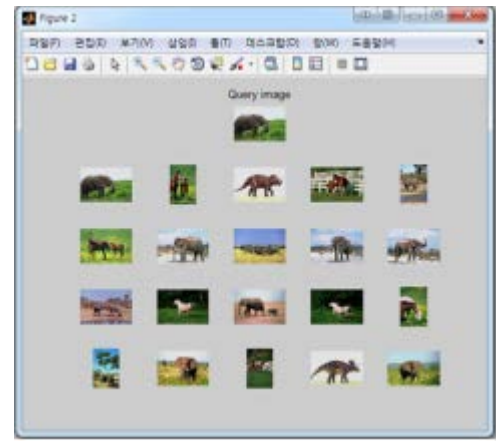 Figure 2
파일(F) 편집(E) 보기(V) 삽입(I) 툴(T) 데스크탑(D) 창(W) 도움말(H)
Query image